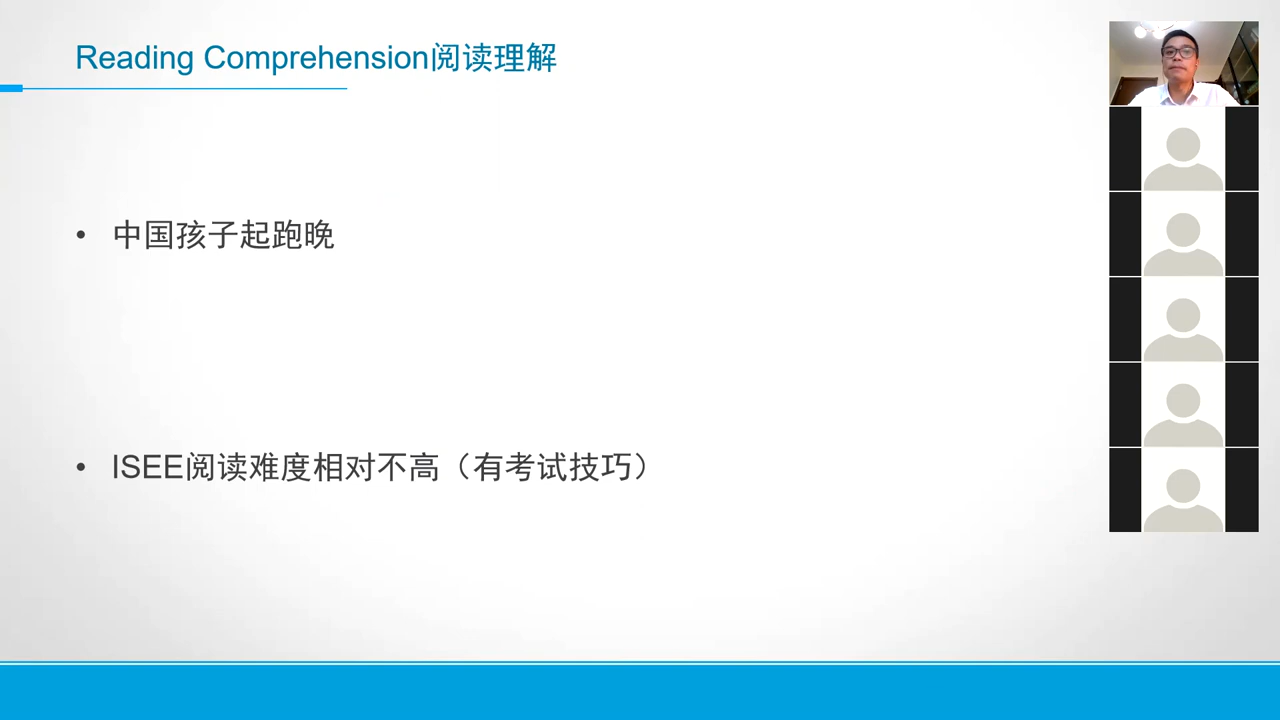 Reading Comprehension阅读理解
• 中国孩子起跑晚
• ISEE阅读难度相对不高（有考试技巧）